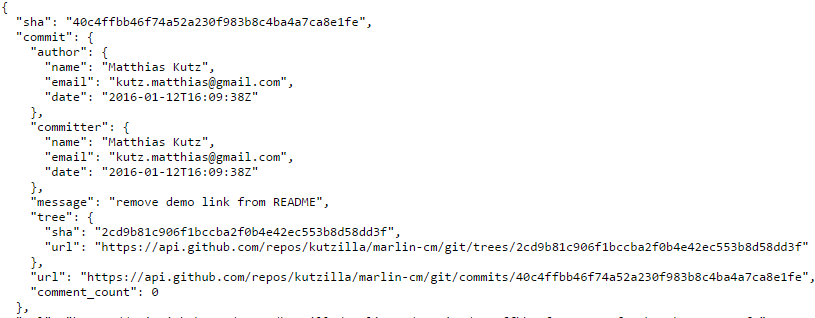 {
"sha": "40c4ffbb46f74a52a230f983b8c4ba4a7ca8e1fe",
"commit": {
"author": {
"name": "Matthias Kutz",
"email": "kutz.matthias@gmail.com",
"date": "2016-01-12T16:09:38Z"
},
"committer": {
"name": "Matthias Kutz",
"email": "kutz.matthias@gmail.com",
"date": "2016-01-12T16:09:38Z"
},
"message": "remove demo link from README",
"tree": {
"sha": "2cd9b81c906f1bccba2f0b4e42ec553b8d58dd3f",
"url": "https://api.github.com/repos/kutzilla/marlin-cm/git/trees/2cd9b81c906f1bccba2f0b4e42ec553b8d58dd3f"
},
"url": "https://api.github.com/repos/kutzilla/marlin-cm/git/commits/40c4ffbb46f74a52a230f983b8c4ba4a7ca8e1fe",
"comment_count": 0
},